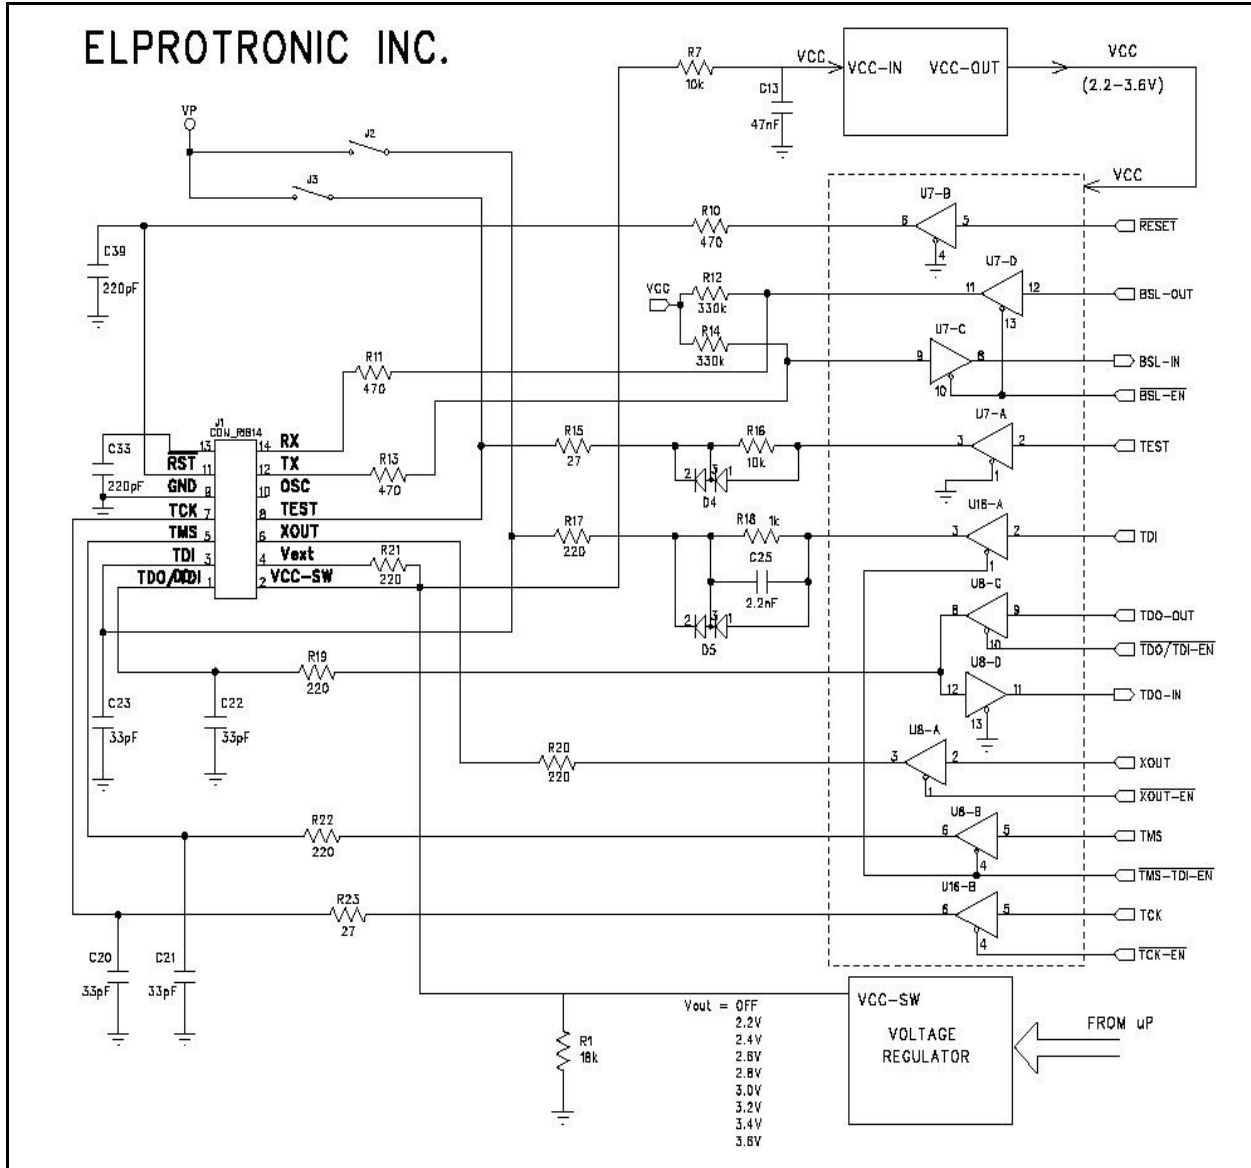 ELPROTRONIC INC.
R7
10k
VCC
VCC-IN
VCC-OUT
VCC
(2.2-3.6V)
C13
47nF
VP
J2
J3
VCC
U7-B
R10
470
6
5
4
RESET
C39
220pF
U7-D
VCC
R12
330k
11
12
13
BSL-OUT
R14
330k
U7-C
9
8
10
BSL-IN
R11
470
BSL-EN
J1
CON_RIB14
U7-A
R15
27
R16
10k
3
2
1
TEST
2
3
1
D4
C33
220pF
13
14
RX
RST
11
12
TX
R13
470
GND
9
10
OSC
TCK
7
8
TEST
TMS
5
6
XOUT
TDI
3
4
Vext
R21
220
TDO/TDI
1
2
VCC-SW
U16-A
R17
220
R18
1k
3
2
1
TDI
C25
2.2nF
2
3
1
D5
U8-C
8
9
10
TDO-OUT
TDO/TDI-EN
R19
220
U8-D
12
11
13
TDO-IN
C23
33pF
C22
33pF
U8-A
R20
220
3
2
1
XOUT
XOUT-EN
R22
220
U8-B
6
5
4
TMS
TMS-TDI-EN
R23
27
U16-B
6
5
4
TCK
TCK-EN
C20
33pF
C21
33pF
R1
18k
Vout = OFF
2.2V
2.4V
2.6V
2.8V
3.0V
3.2V
3.4V
3.6V
VCC-SW
VOLTAGE
REGULATOR
FROM uP